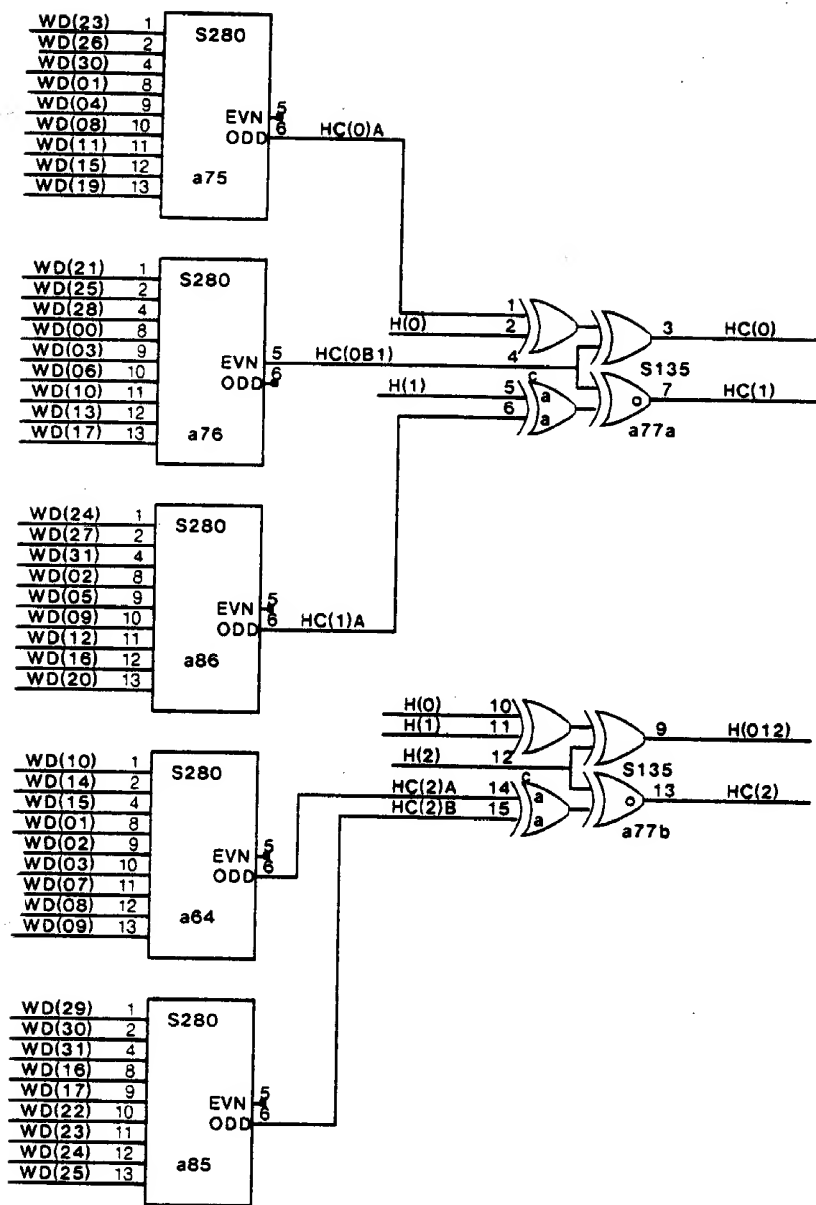 WD(23) 1
WD(26) 2
WD(30) 4
WD(01) 8
WD(04) 9
WD(08) 10
WD(11) 11
WD(15) 12
WD(19) 13
S280
EVN 5
ODD 6
HC(0)A
a75
WD(21) 1
WD(25) 2
WD(28) 4
WD(00) 8
WD(03) 9
WD(06) 10
WD(10) 11
WD(13) 12
WD(17) 13
S280
EVN 5
ODD 6
HC(0B1)
a76
1
H(0) 2
4
3 HC(0)
S135
H(1) 5
6
c
a
a
7 HC(1)
a77a
WD(24) 1
WD(27) 2
WD(31) 4
WD(02) 8
WD(05) 9
WD(09) 10
WD(12) 11
WD(16) 12
WD(20) 13
S280
EVN 5
ODD 6
HC(1)A
a86
H(0) 10
H(1) 11
H(2) 12
9 H(012)
S135
HC(2)A 14
HC(2)B 15
c
a
a
13 HC(2)
a77b
WD(10) 1
WD(14) 2
WD(15) 4
WD(01) 8
WD(02) 9
WD(03) 10
WD(07) 11
WD(08) 12
WD(09) 13
S280
EVN 5
ODD 6
a64
WD(29) 1
WD(30) 2
WD(31) 4
WD(16) 8
WD(17) 9
WD(22) 10
WD(23) 11
WD(24) 12
WD(25) 13
S280
EVN 5
ODD 6
a85